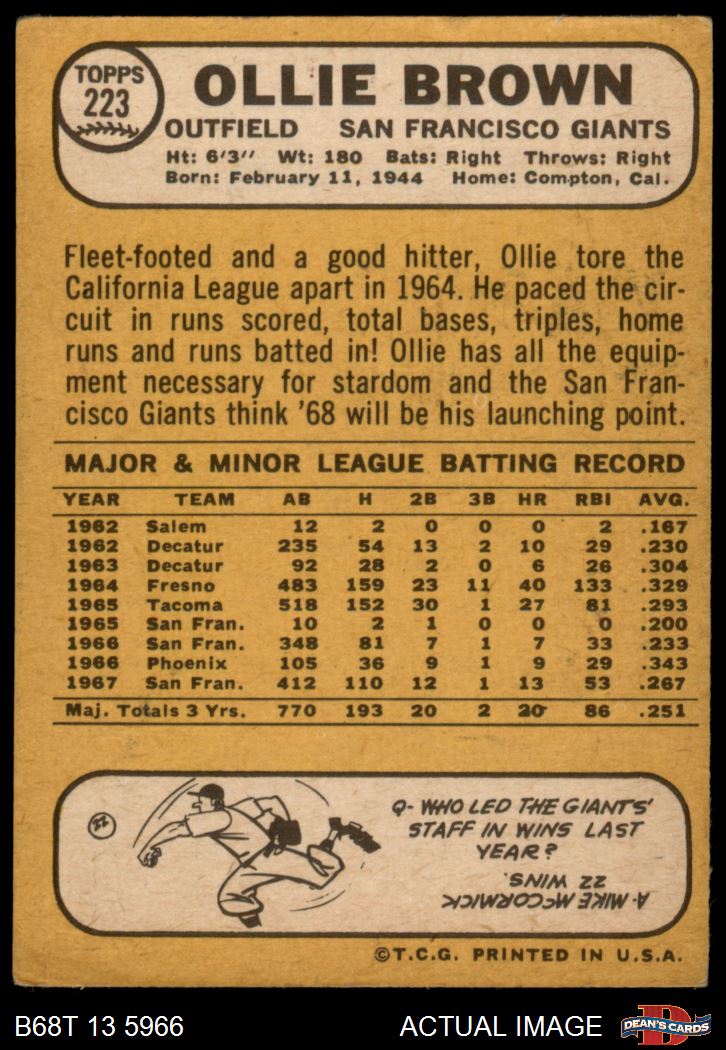 TOPPS
223
OLLIE BROWN
OUTFIELD SAN FRANCISCO GIANTS
Ht: 6'3" Wt: 180 Bats: Right Throws: Right
Born: February 11, 1944 Home: Compton, Cal.
Fleet-footed and a good hitter, Ollie tore the
California League apart in 1964. He paced the cir-
cuit in runs scored, total bases, triples, home
runs and runs batted in! Ollie has all the equip-
ment necessary for stardom and the San Fran-
cisco Giants think '68 will be his launching point.
MAJOR & MINOR LEAGUE BATTING RECORD
YEAR TEAM AB H 2B 3B HR RBI AVG.
1962 Salem 12 2 0 0 0 2 .167
1962 Decatur 235 54 13 2 10 29 .230
1963 Decatur 92 28 2 0 6 26 .304
1964 Fresno 483 159 23 11 40 133 .329
1965 Tacoma 518 152 30 1 27 81 .293
1965 San Fran. 10 2 1 0 0 0 .200
1966 San Fran. 348 81 7 1 7 33 .233
1966 Phoenix 105 36 9 1 9 29 .343
1967 San Fran. 412 110 12 1 13 53 .267
Maj. Totals 3 Yrs. 770 193 20 2 20 86 .251
22
Q- WHO LED THE GIANTS'
STAFF IN WINS LAST
YEAR?
A- MIKE McCORMICK
22 WINS.
©T.C.G. PRINTED IN U.S.A.
B68T 13 5966 ACTUAL IMAGE
D
DEAN'S CARDS